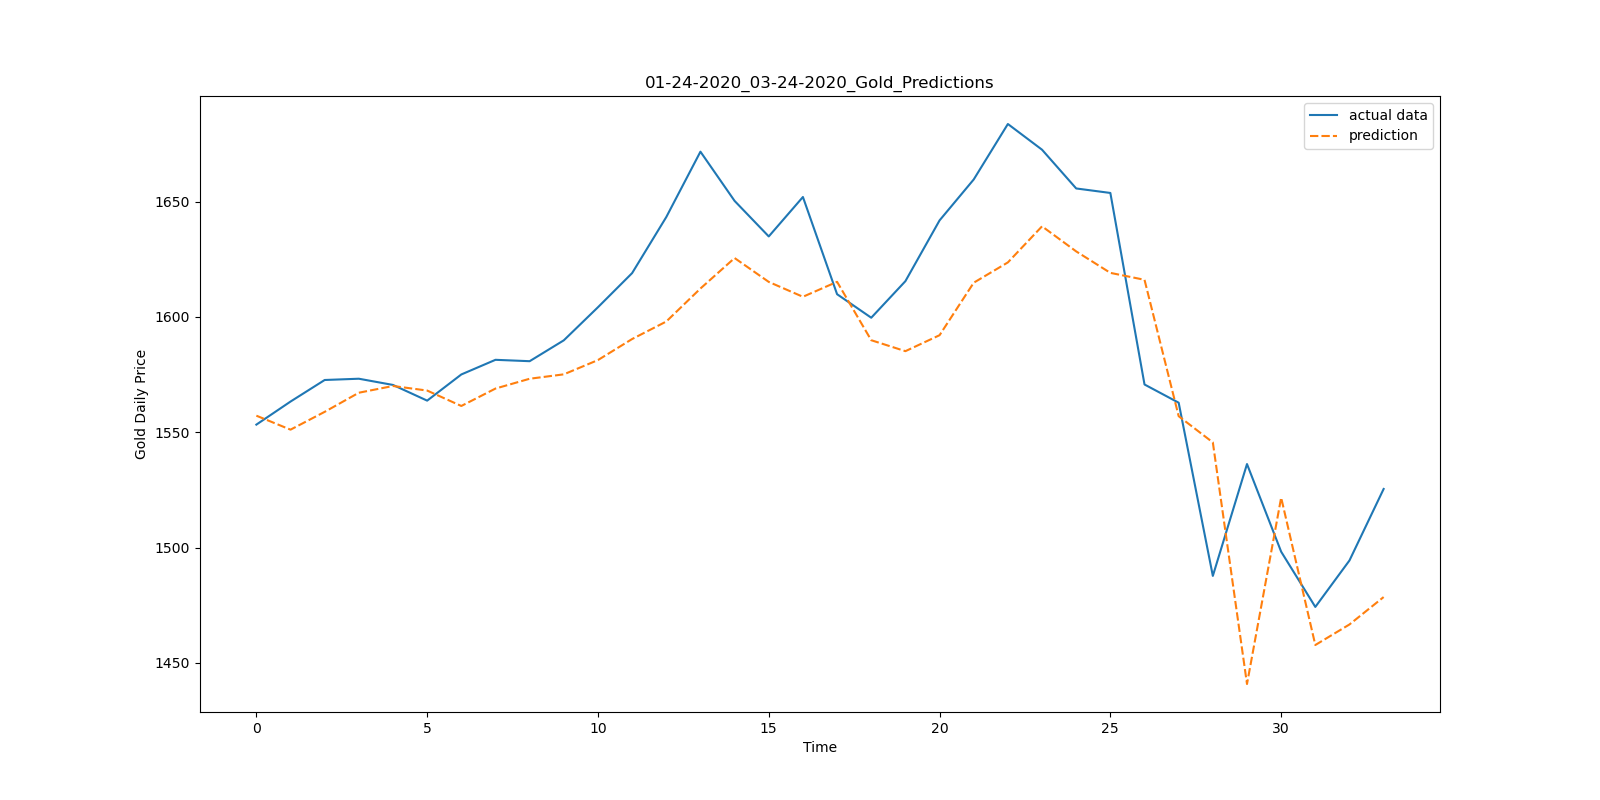 01-24-2020_03-24-2020_Gold_Predictions
actual data
prediction
Gold Daily Price
1650
1600
1550
1500
1450
0 5 10 15 20 25 30
Time